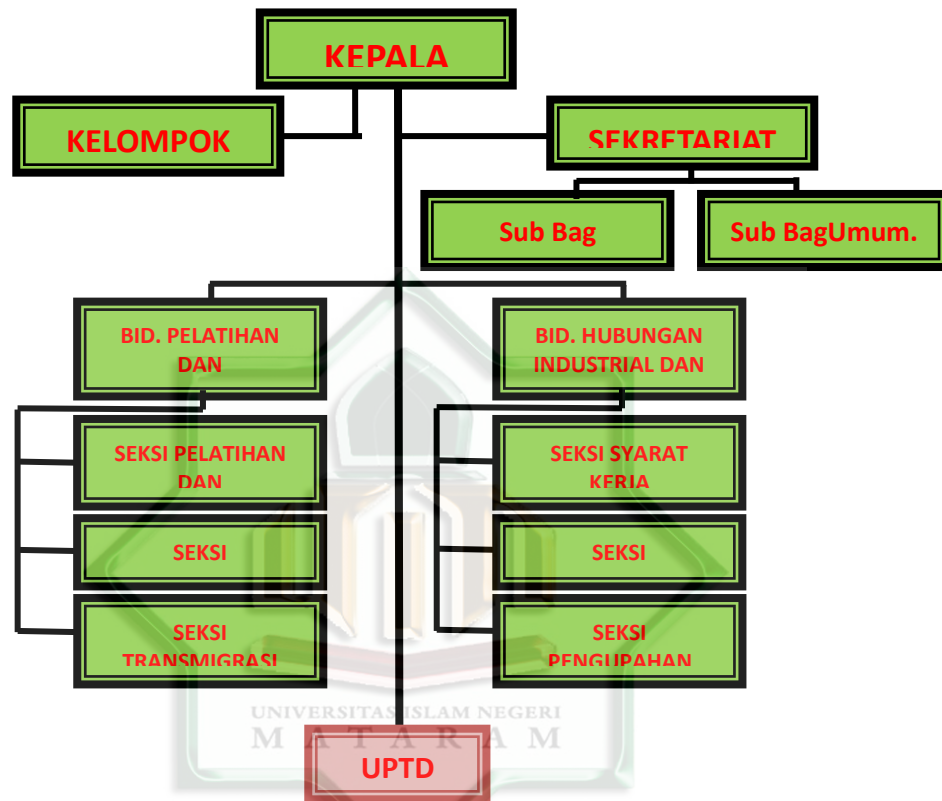 KEPALA
KELOMPOK
SEKRETARIAT
Sub Bag
Sub BagUmum.
BID. PELATIHAN
DAN
BID. HUBUNGAN
INDUSTRIAL DAN
SEKSI PELATIHAN
DAN
SEKSI SYARAT
KERJA
SEKSI
SEKSI
SEKSI
TRANSMIGRASI
SEKSI
PENGUPAHAN
UNIVERSITAS ISLAM NEGERI
MATARAM
UPTD